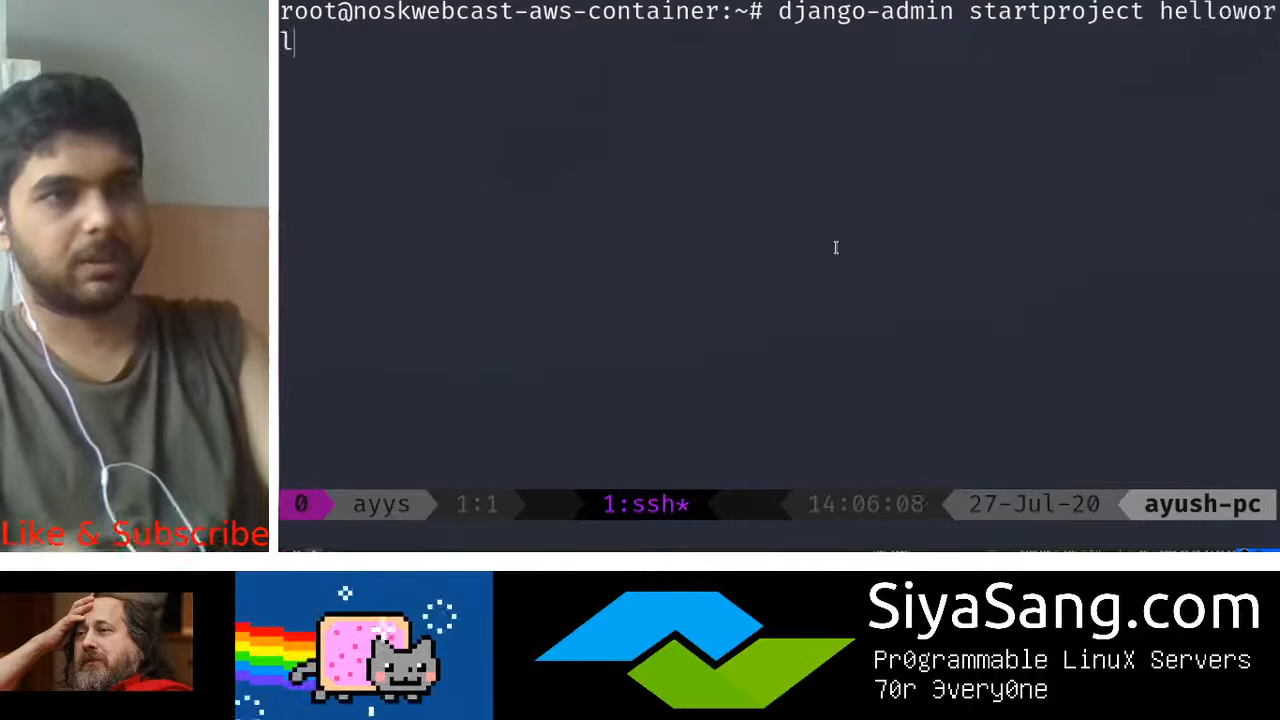 root@noskwebcast-aws-container:~# django-admin startproject hellowor
l
0 ayys 1:1 1:ssh* 14:06:08 27-Jul-20 ayush-pc
Like & Subscribe
SiyaSang.com
Pr0grammable LinuX Servers
70r 3very0ne